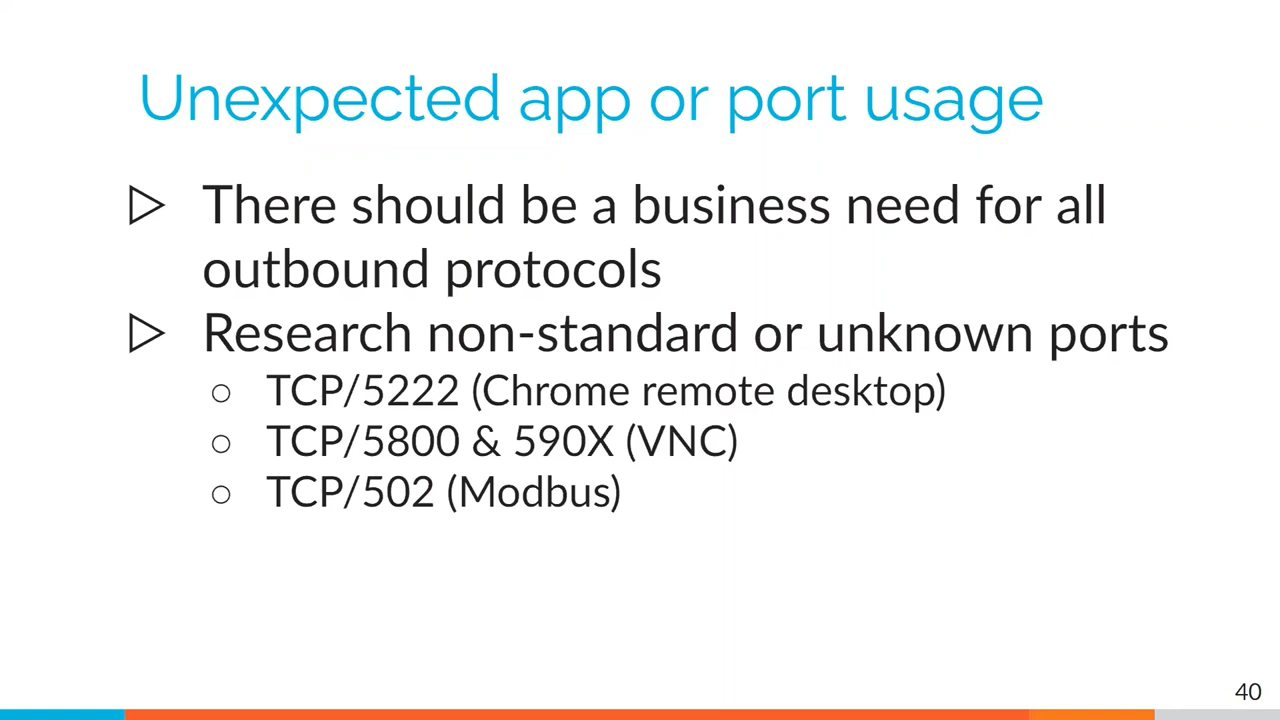 Unexpected app or port usage
▷ There should be a business need for all
outbound protocols
▷ Research non-standard or unknown ports
○ TCP/5222 (Chrome remote desktop)
○ TCP/5800 & 590X (VNC)
○ TCP/502 (Modbus)
40